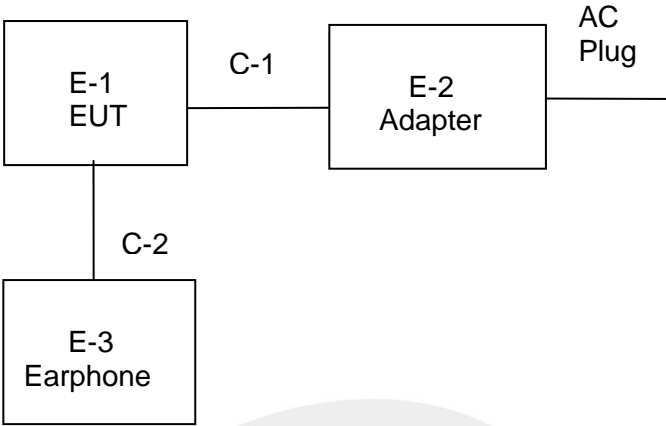 AC
Plug
C-1
E-1
EUT
E-2
Adapter
C-2
E-3
Earphone